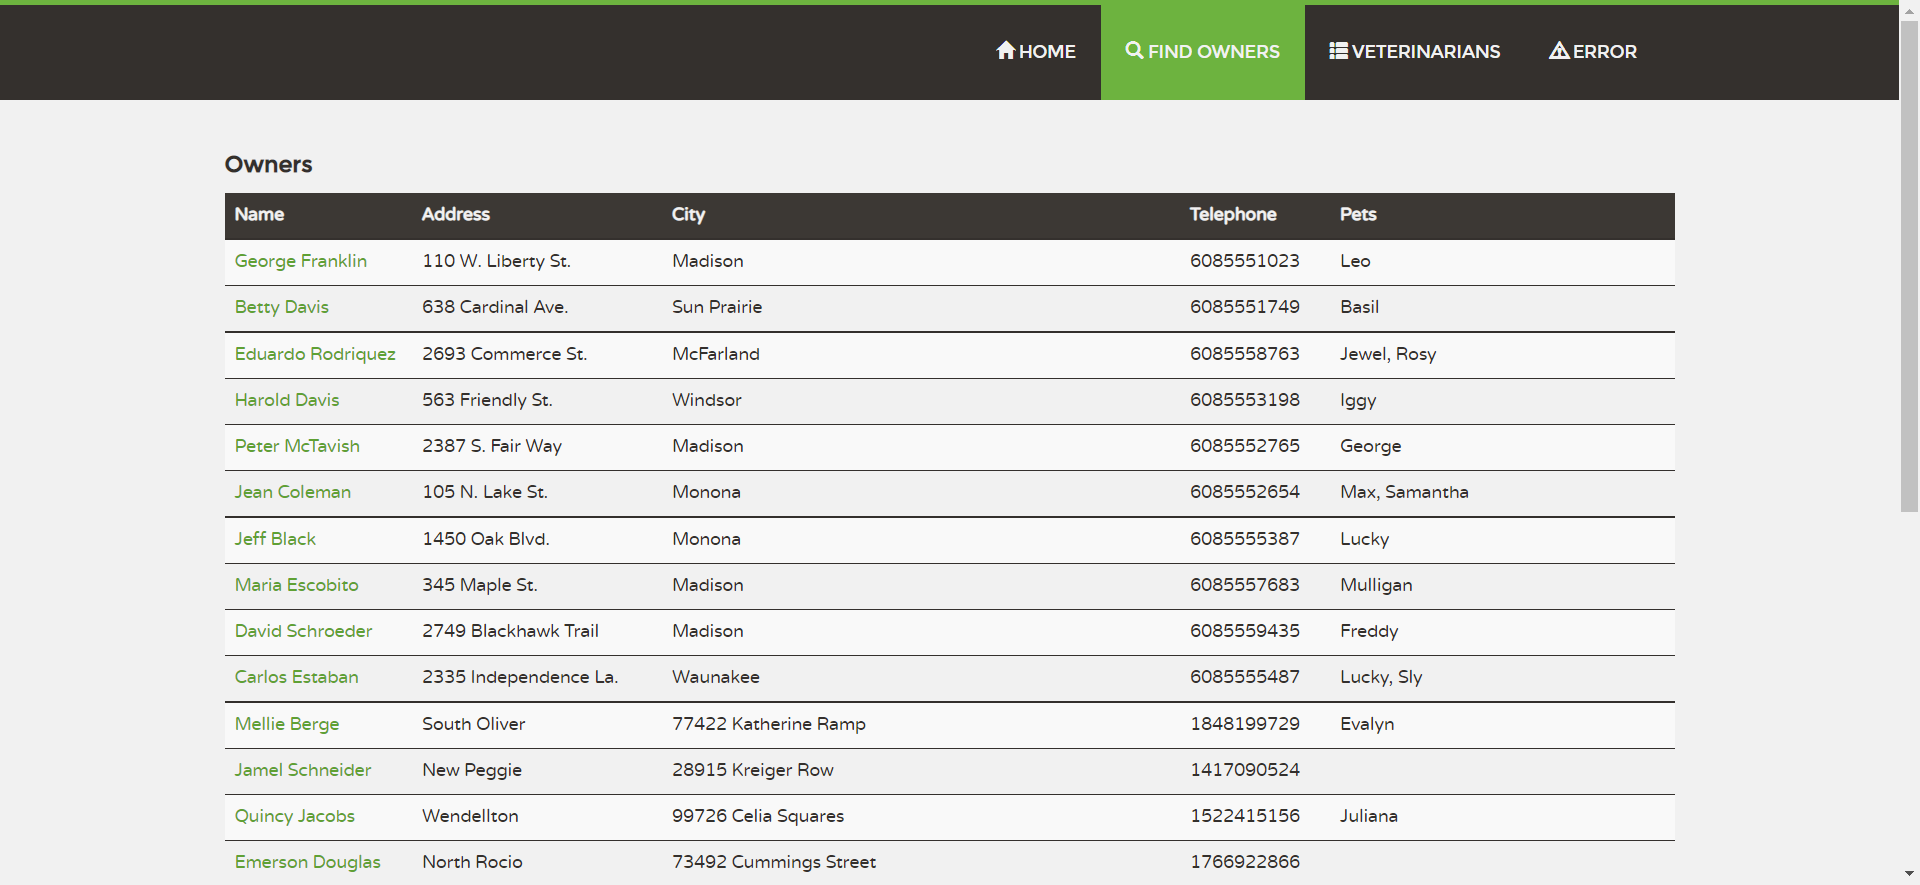 HOME FIND OWNERS VETERINARIANS ERROR
Owners
Name Address City Telephone Pets
George Franklin 110 W. Liberty St. Madison 6085551023 Leo
Betty Davis 638 Cardinal Ave. Sun Prairie 6085551749 Basil
Eduardo Rodriquez 2693 Commerce St. McFarland 6085558763 Jewel, Rosy
Harold Davis 563 Friendly St. Windsor 6085553198 Iggy
Peter McTavish 2387 S. Fair Way Madison 6085552765 George
Jean Coleman 105 N. Lake St. Monona 6085552654 Max, Samantha
Jeff Black 1450 Oak Blvd. Monona 6085555387 Lucky
Maria Escobito 345 Maple St. Madison 6085557683 Mulligan
David Schroeder 2749 Blackhawk Trail Madison 6085559435 Freddy
Carlos Estaban 2335 Independence La. Waunakee 6085555487 Lucky, Sly
Mellie Berge South Oliver 77422 Katherine Ramp 1848199729 Evalyn
Jamel Schneider New Peggie 28915 Kreiger Row 1417090524
Quincy Jacobs Wendellton 99726 Celia Squares 1522415156 Juliana
Emerson Douglas North Rocio 73492 Cummings Street 1766922866